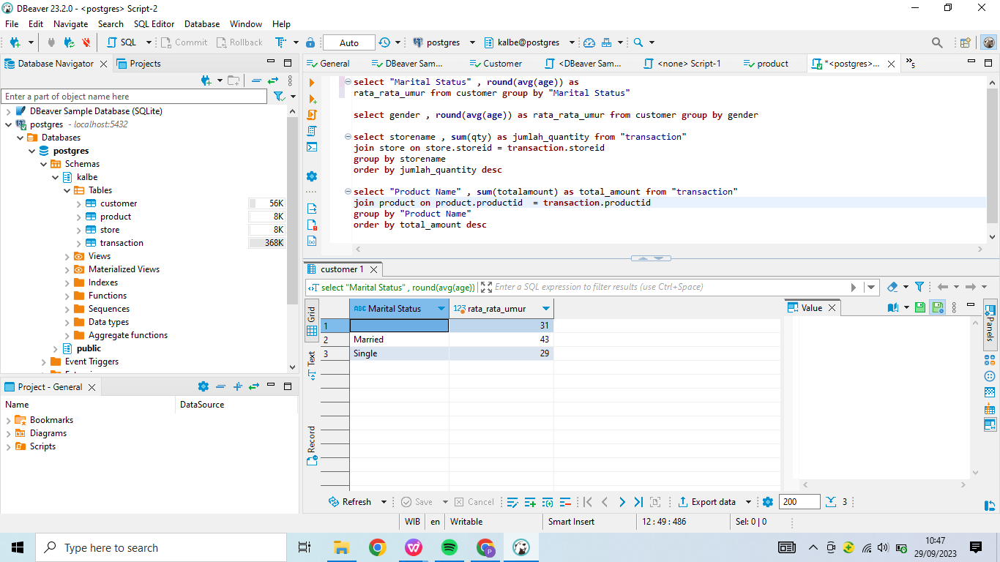 DBeaver 23.2.0 - <postgres> Script-2
File Edit Navigate Search SQL Editor Database Window Help
SQL Commit Rollback Auto postgres kalbe@postgres
Database Navigator Projects
General DBeaver Sam... Customer <DBeaver Sam... <none> Script-1 product *<postgres>... 5
Enter a part of object name here
DBeaver Sample Database (SQLite)
postgres - localhost:5432
Databases
postgres
Schemas
kalbe
Tables
customer 56K
product 8K
store 8K
transaction 368K
Views
Materialized Views
Indexes
Functions
Sequences
Data types
Aggregate functions
public
Event Triggers
select "Marital Status" , round(avg(age)) as
rata_rata_umur from customer group by "Marital Status"
select gender , round(avg(age)) as rata_rata_umur from customer group by gender
select storename , sum(qty) as jumlah_quantity from "transaction"
join store on store.storeid = transaction.storeid
group by storename
order by jumlah_quantity desc
select "Product Name" , sum(totalamount) as total_amount from "transaction"
join product on product.productid  = transaction.productid
group by "Product Name"
order by total_amount desc
customer 1
select "Marital Status" , round(avg(age)) Enter a SQL expression to filter results (use Ctrl+Space)
Grid
Text
Record
ABC Marital Status 123 rata_rata_umur
1 31
2 Married 43
3 Single 29
Value
Panels
Refresh Save Cancel Export data 200 3
Project - General
Name DataSource
Bookmarks
Diagrams
Scripts
WIB en Writable Smart Insert 12 : 49 : 486 Sel: 0 | 0
Type here to search
10:47
29/09/2023